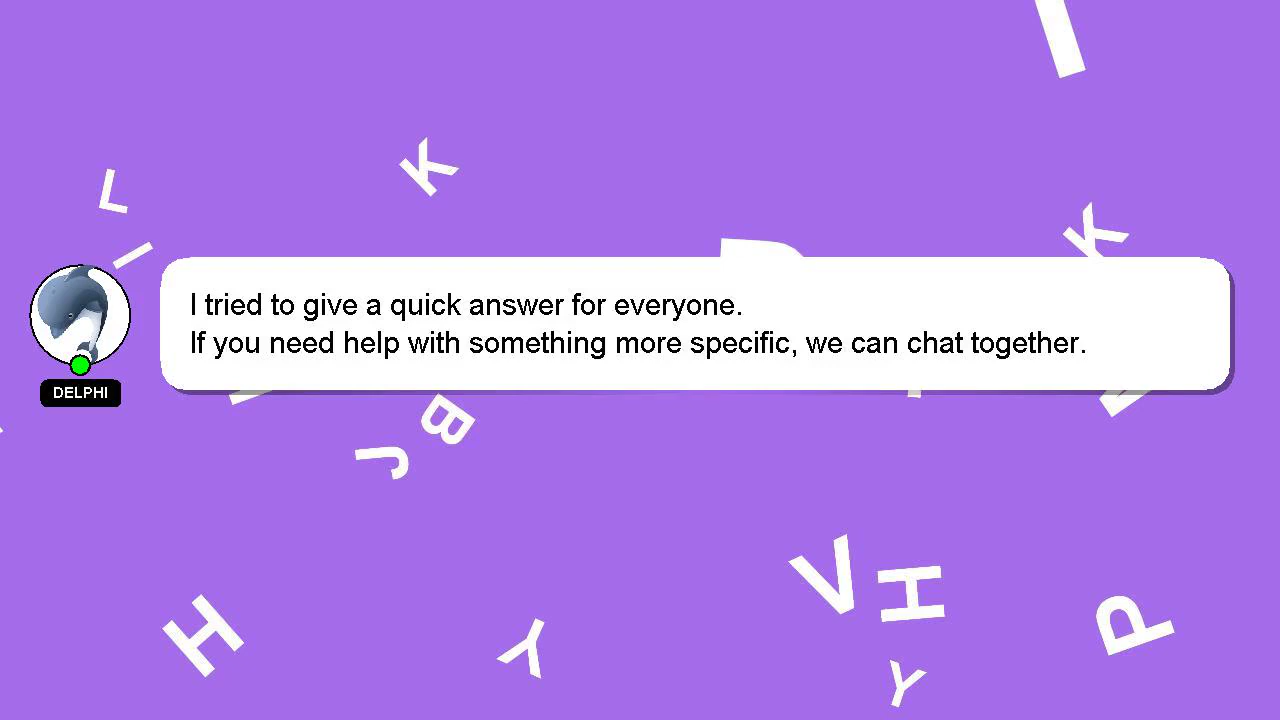 I
K
L
I
K
I tried to give a quick answer for everyone.
If you need help with something more specific, we can chat together.
DELPHI
B
J
V
H
P
H
Y
Y